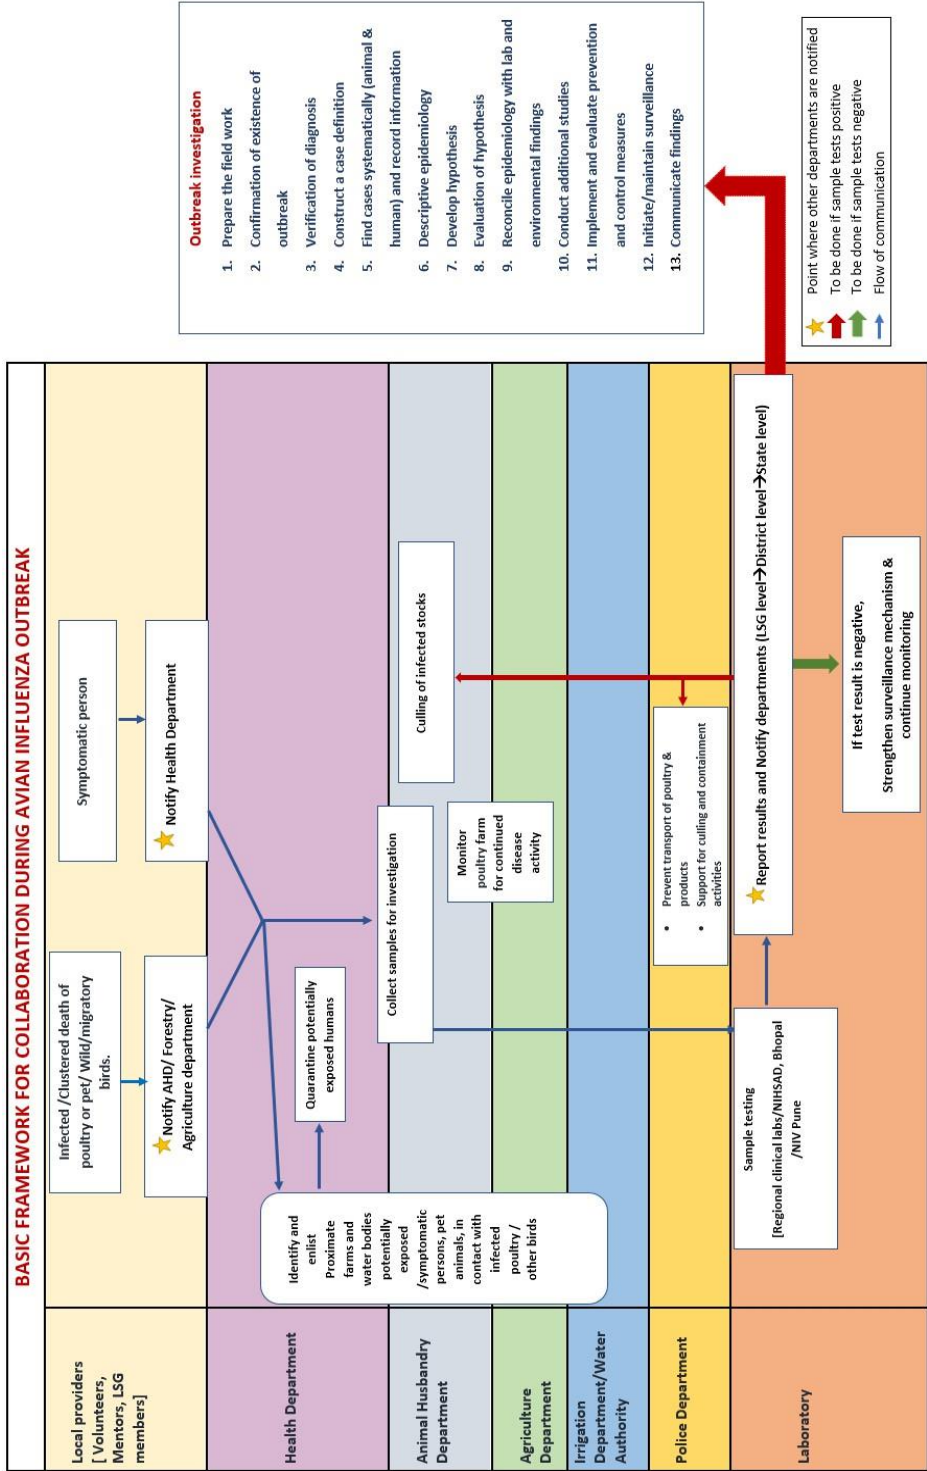 BASIC FRAMEWORK FOR COLLABORATION DURING AVIAN INFLUENZA OUTBREAK
Local providers
[ Volunteers,
Mentors, LSG
members]
Infected /Clustered death of
poultry or pet/ Wild/migratory
birds.
Symptomatic person
Notify AHD/ Forestry/
Agriculture department
Notify Health Department
Health Department
Identify and
enlist
Proximate
farms and
water bodies
potentially
exposed
/symptomatic
persons, pet
animals, in
contact with
infected
poultry /
other birds
Quarantine potentially
exposed humans
Animal Husbandry
Department
Collect samples for investigation
Culling of infected stocks
Monitor
poultry farm
for continued
disease
activity
Agriculture
Department
Irrigation
Department/Water
Authority
Police Department
• Prevent transport of poultry &
products
• Support for culling and containment
activities
Laboratory
Sample testing
[Regional clinical labs/NIHSAD, Bhopal
/NIV Pune
Report results and Notify departments (LSG level→District level→State level)
If test result is negative,
Strengthen surveillance mechanism &
continue monitoring
Outbreak investigation
1. Prepare the field work
2. Confirmation of existence of
outbreak
3. Verification of diagnosis
4. Construct a case definition
5. Find cases systematically (animal &
human) and record information
6. Descriptive epidemiology
7. Develop hypothesis
8. Evaluation of hypothesis
9. Reconcile epidemiology with lab and
environmental findings
10. Conduct additional studies
11. Implement and evaluate prevention
and control measures
12. Initiate/maintain surveillance
13. Communicate findings
Point where other departments are notified
To be done if sample tests positive
To be done if sample tests negative
Flow of communication